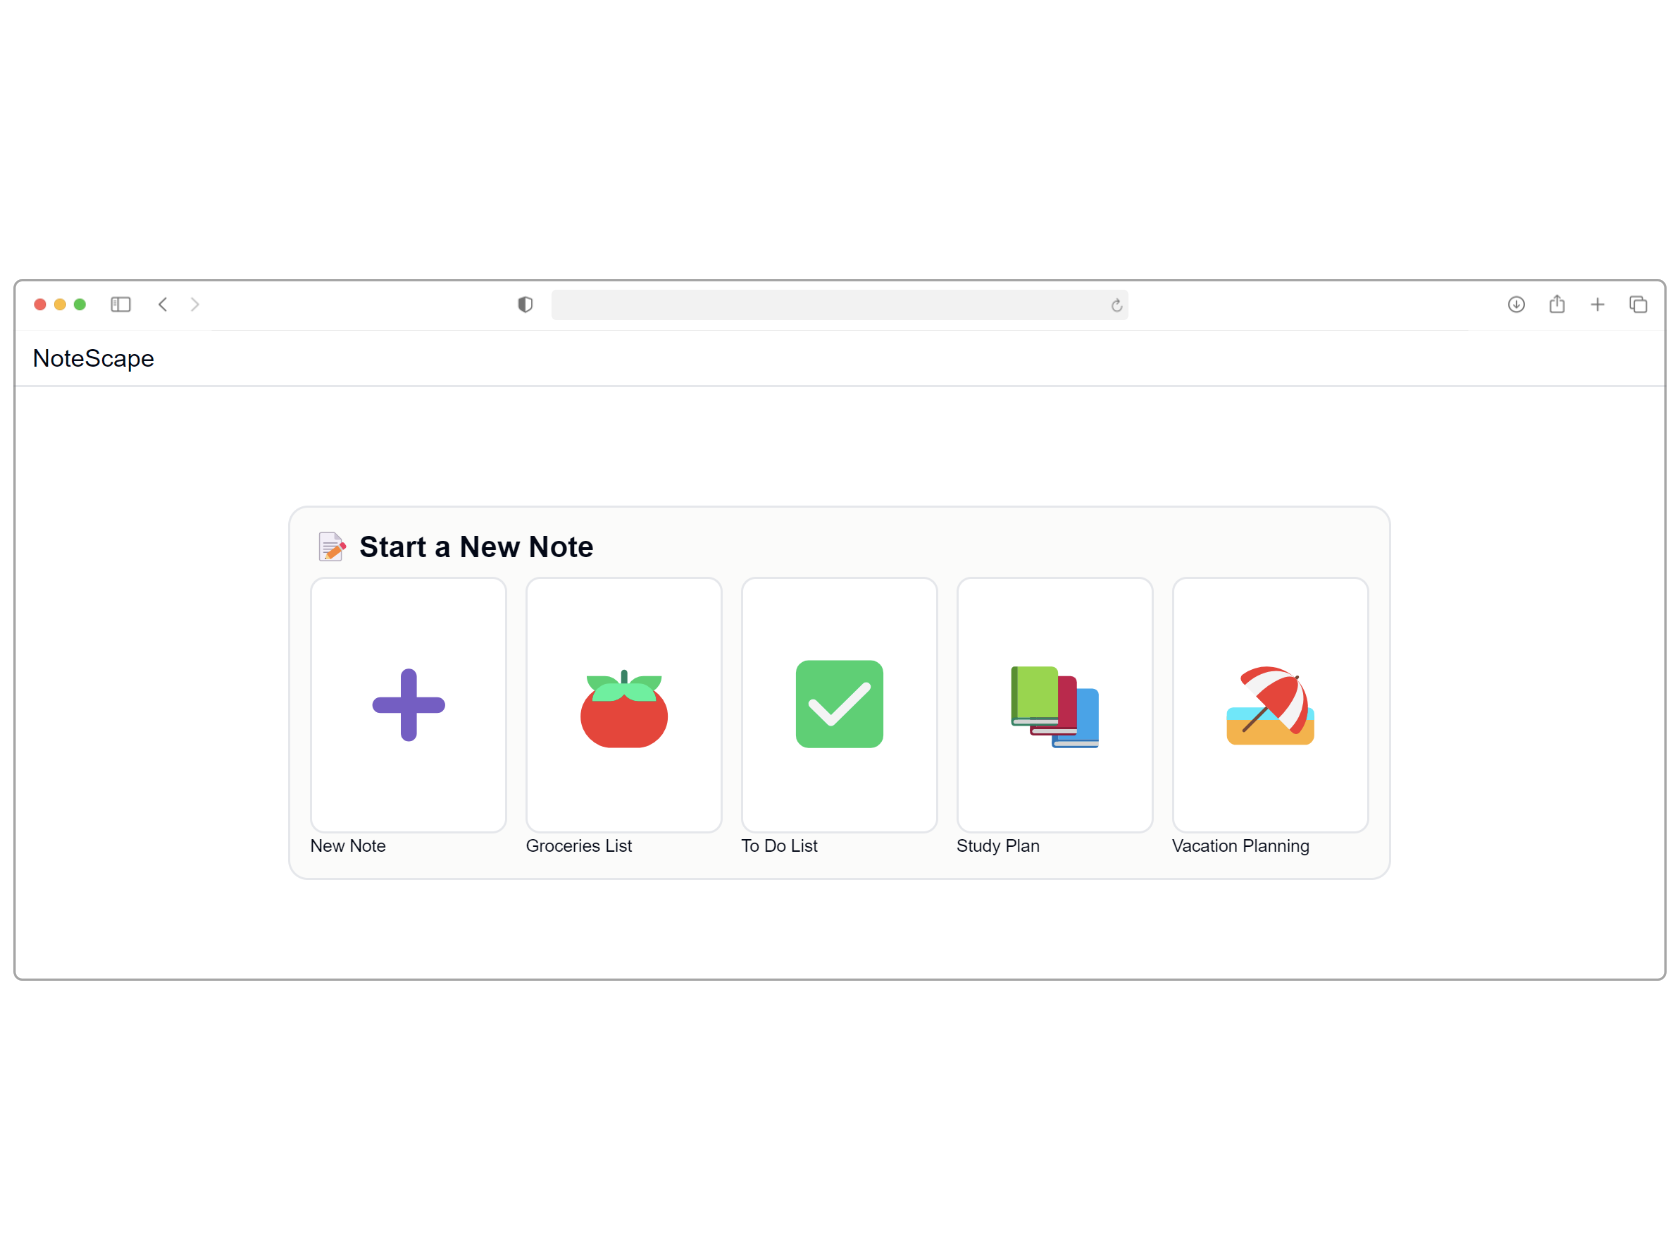 NoteScape
Start a New Note
New Note
Groceries List
To Do List
Study Plan
Vacation Planning